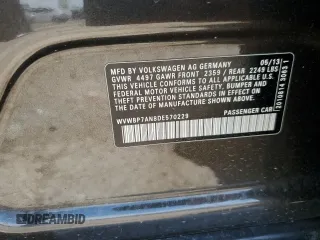 MFD BY VOLKSWAGEN AG GERMANY 05/13
GVWR 4497 GAWR FRONT 2359 / REAR 2249 LBS
THIS VEHICLE CONFORMS TO ALL APPLICABLE
FEDERAL MOTOR VEHICLE SAFETY, BUMPER, AND
THEFT PREVENTION STANDARDS IN EFFECT ON THE
DATE OF MANUFACTURE SHOWN ABOVE.
WVWBP7AN8DE570229 PASSENGER CAR
DREAMBID